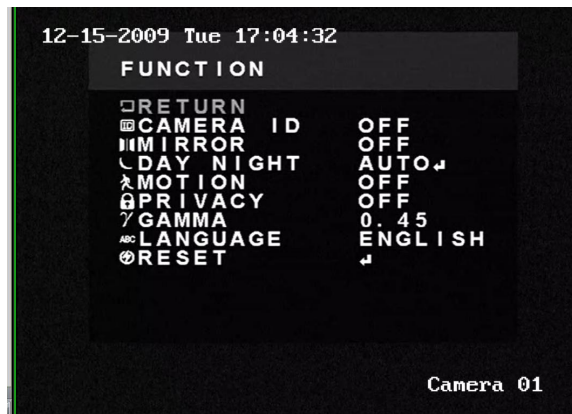 12-15-2009 Tue 17:04:32
FUNCTION
RETURN
CAMERA ID OFF
MIRROR OFF
DAY NIGHT AUTO↲
MOTION OFF
PRIVACY OFF
γ GAMMA 0.45
ABC LANGUAGE ENGLISH
RESET ↲
Camera 01